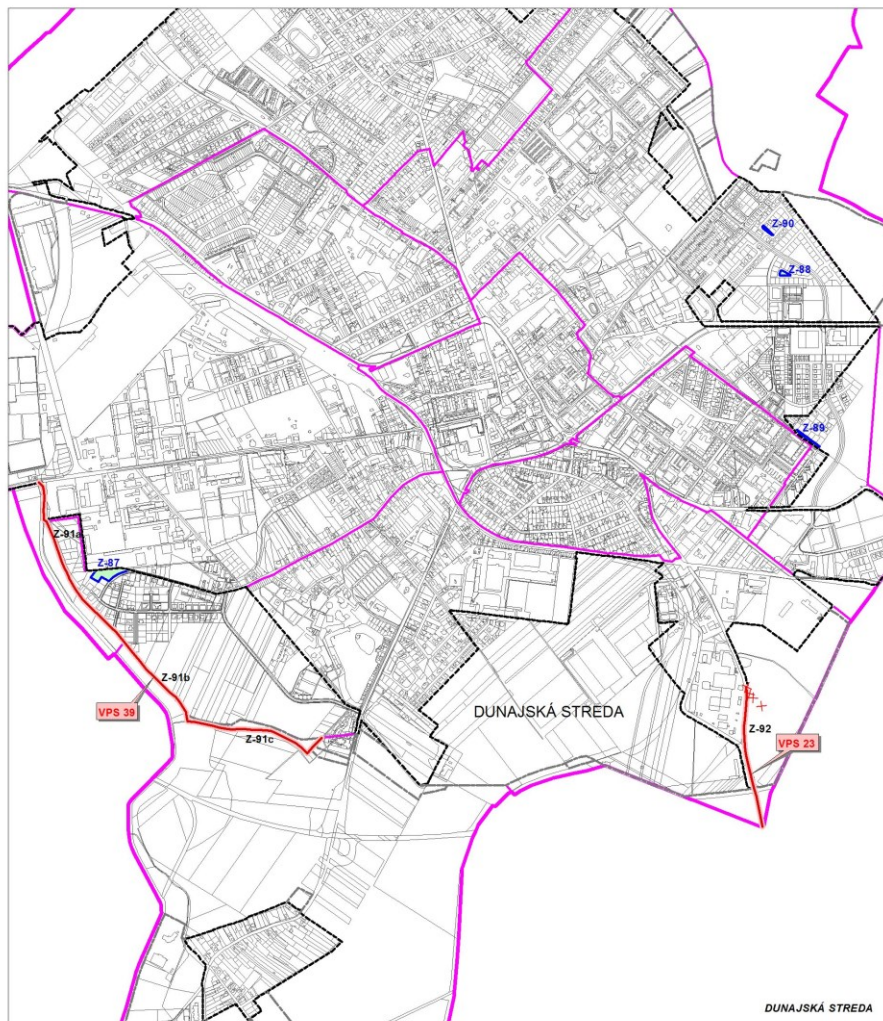 Z-90
Z-88
Z-89
Z-91a
Z-87
Z-91b
VPS 39
DUNAJSKÁ STREDA
Z-91c
Z-92
VPS 23
DUNAJSKÁ STREDA